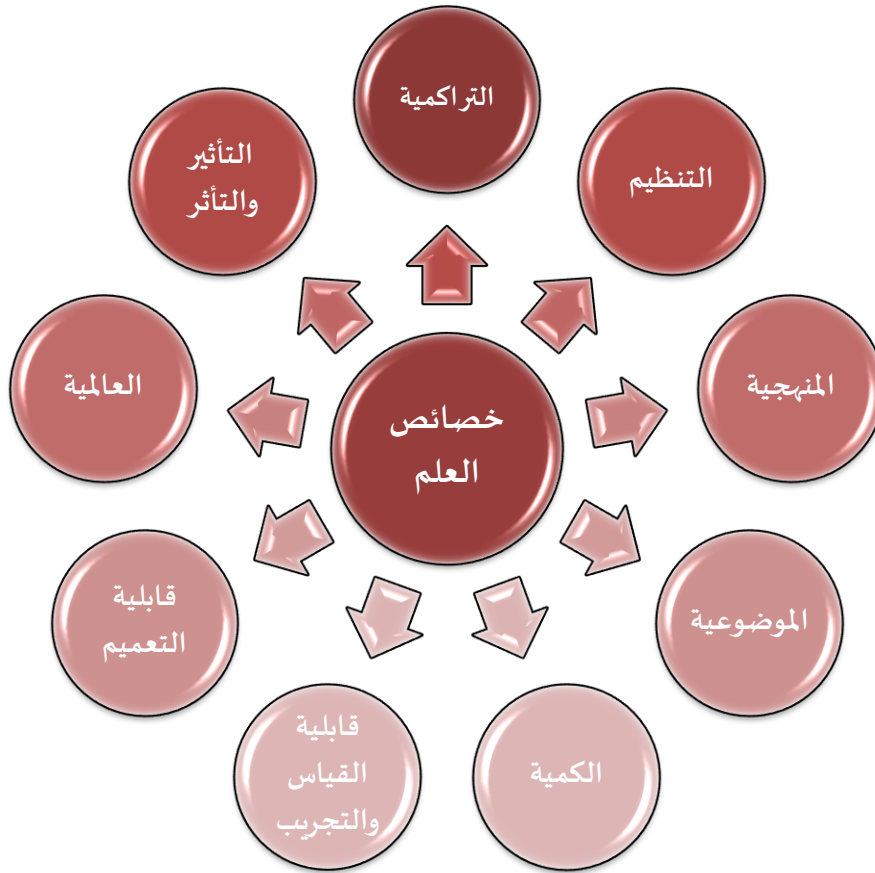 خصائص
العلم
التراكمية
التنظيم
المنهجية
الموضوعية
الكمية
قابلية
القياس
والتجريب
قابلية
التعميم
العالمية
التأثير
والتأثر